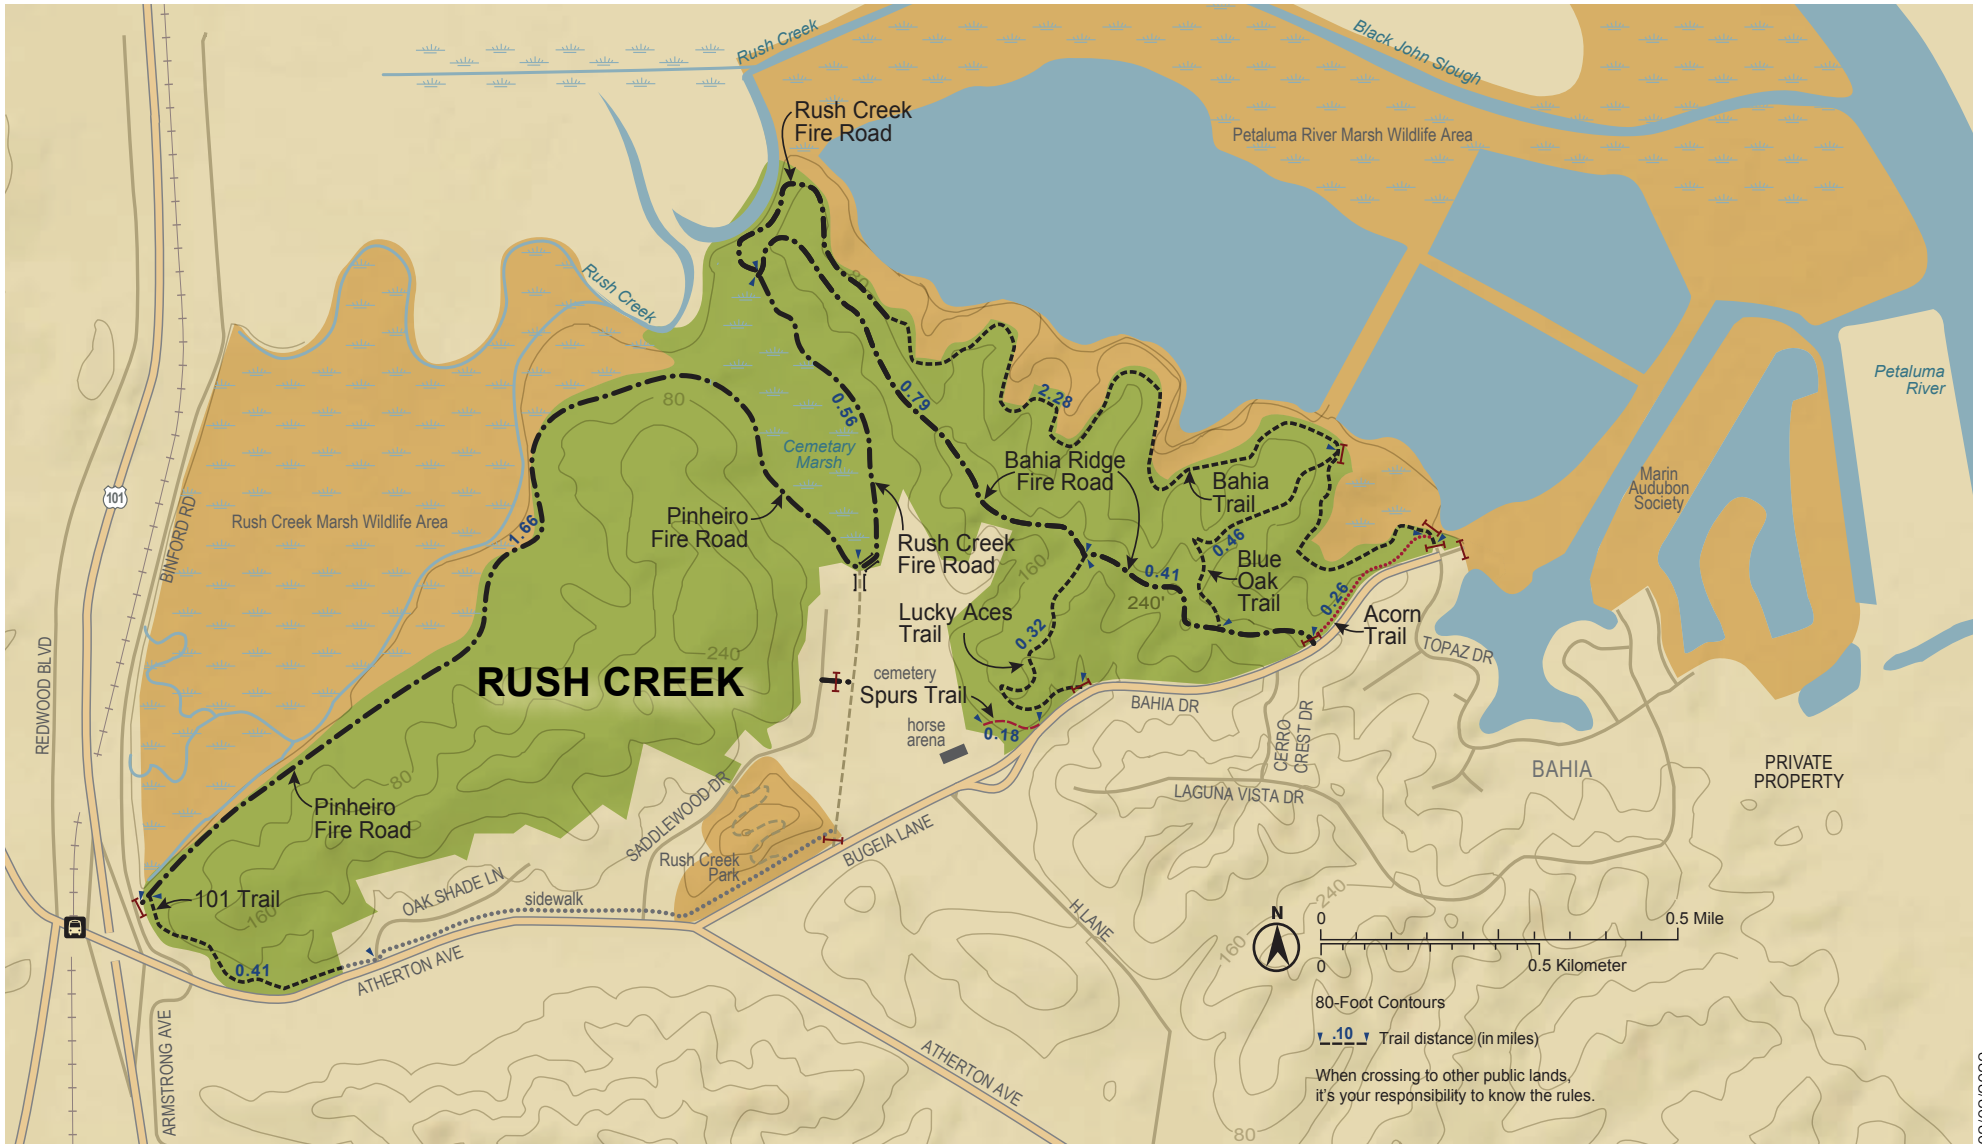 Rush Creek
Black John Slough
Rush Creek
Fire Road
Petaluma River Marsh Wildlife Area
Rush Creek
80
Petaluma
River
80
0.56
0.79
2.28
Cemetary
Marsh
Bahia Ridge
Fire Road
Bahia
Trail
Marin
Audubon
Society
101
BINFORD RD
Rush Creek Marsh Wildlife Area
1.66
Pinheiro
Fire Road
Rush Creek
Fire Road
160
0.46
Blue
Oak
Trail
0.41
240'
0.26
Acorn
Trail
Lucky Aces
Trail
0.32
TOPAZ DR
REDWOOD BLVD
240
RUSH CREEK
cemetery
Spurs Trail
BAHIA DR
horse
arena
0.18
CERRO
CREST DR
BAHIA
PRIVATE
PROPERTY
80
Pinheiro
Fire Road
LAGUNA VISTA DR
SADDLEWOOD DR
BUGEIA LANE
Rush Creek
Park
101 Trail
160
OAK SHADE LN
sidewalk
H LANE
240
160
N
0
0.5 Mile
0
0.5 Kilometer
0.41
ATHERTON AVE
80-Foot Contours
.10
Trail distance (in miles)
ARMSTRONG AVE
ATHERTON AVE
When crossing to other public lands,
it's your responsibility to know the rules.
80